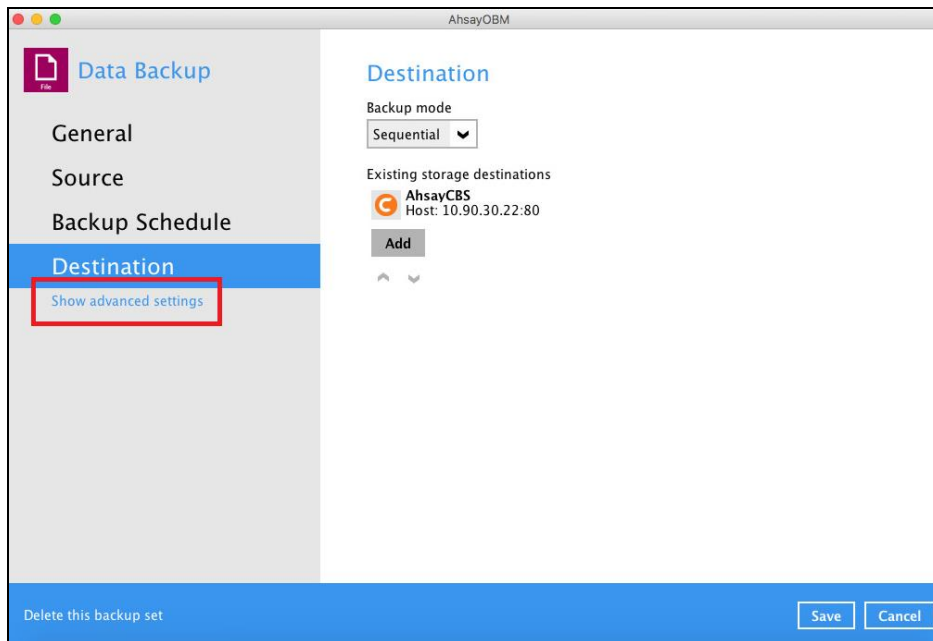 AhsayOBM
File
Data Backup
General
Source
Backup Schedule
Destination
Show advanced settings
Destination
Backup mode
Sequential
Existing storage destinations
AhsayCBS
Host: 10.90.30.22:80
Add
Delete this backup set
Save
Cancel